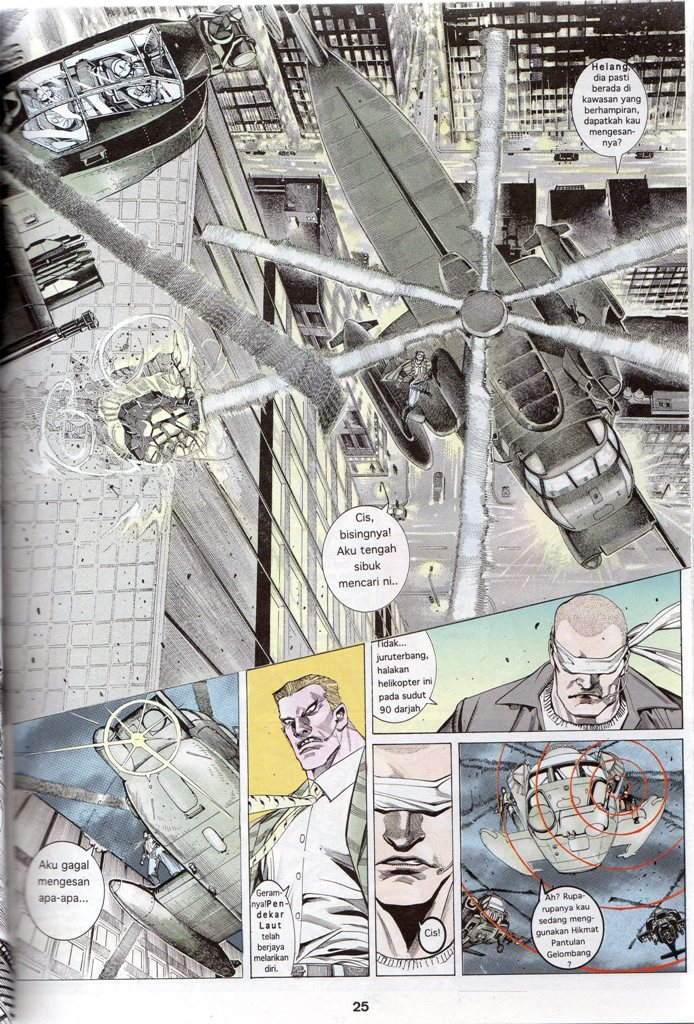 Helang,
dia pasti
berada di
kawasan yang
berhampiran,
dapatkah kau
mengesan-
nya?
Cis,
bisingnya!
Aku tengah
sibuk
mencari ni..
Tidak...
juruterbang,
halakan
helikopter ini
pada sudut
90 darjah.
Aku gagal
mengesan
apa-apa...
Geram-
nya!Pen-
dekar
Laut
telah
berjaya
melarikan
diri.
Cis!
Ah? Rupa-
rupanya kau
sedang meng-
gunakan Hikmat
Pantulan
Gelombang
?
25